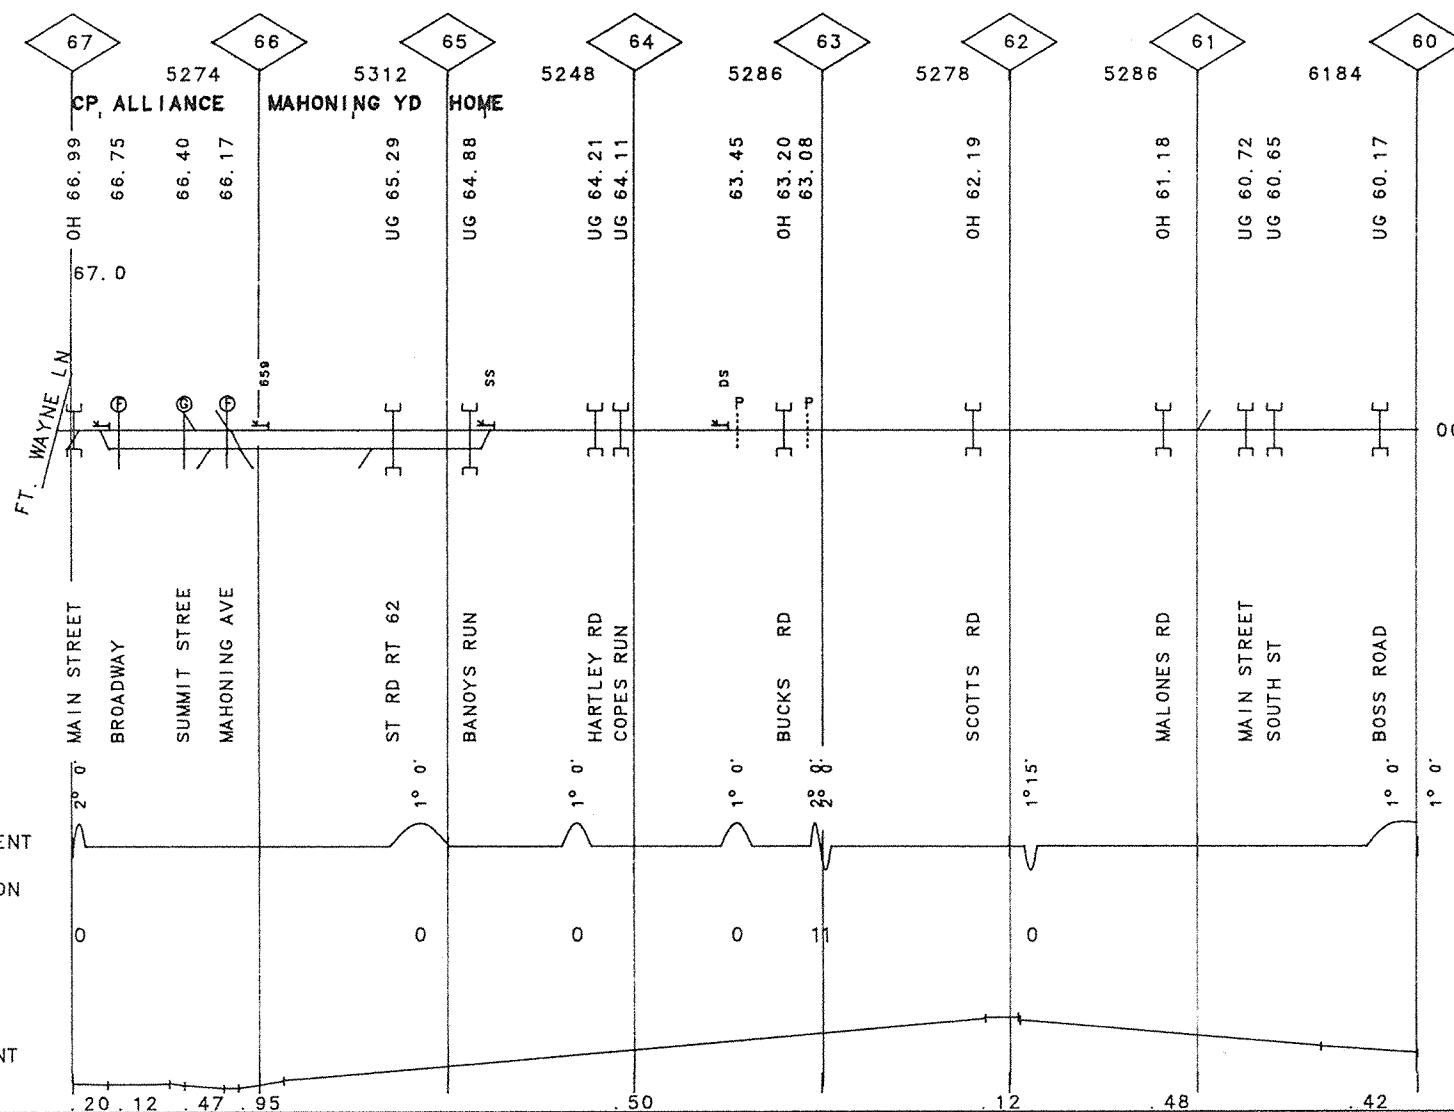 67 66 65 64 63 62 61 60
5274 5312 5248 5286 5278 5286 6184
CP ALLIANCE MAHONING YD HOME
OH 66.99
66.75
66.40
66.17
UG 65.29
UG 64.88
UG 64.21
UG 64.11
63.45
OH 63.20
63.08
OH 62.19
OH 61.18
UG 60.72
UG 60.65
UG 60.17
67.0
FT. WAYNE LN
659
SS
DS
F G F P P
MAIN STREET
BROADWAY
SUMMIT STREE
MAHONING AVE
ST RD RT 62
BANOYS RUN
HARTLEY RD
COPES RUN
BUCKS RD
SCOTTS RD
MALONES RD
MAIN STREET
SOUTH ST
BOSS ROAD
2° 0'
1° 0'
1° 0'
1° 0'
2° 0'
2° 0'
1°15'
1° 0'
1° 0'
ENT
ON
0 0 0 0 11 0
NT
.20 .12 .47 .95 .50 .12 .48 .42